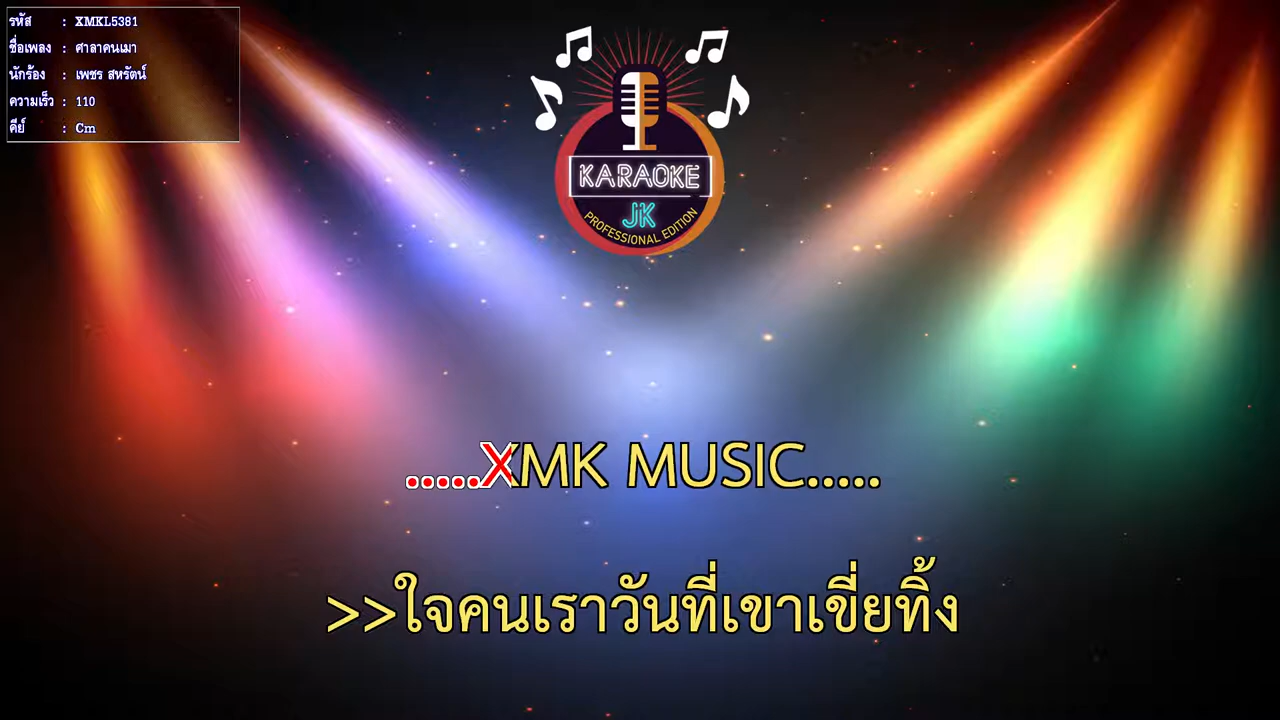 รหัส : XMKL5381
ชื่อเพลง : ศาลาคนเมา
นักร้อง : เพชร สหรัตน์
ความเร็ว : 110
คีย์ : Cm
KARAOKE
JK
PROFESSIONAL EDITION
.....XMK MUSIC.....
>>ใจคนเราวันที่เขาเขี่ยทิ้ง